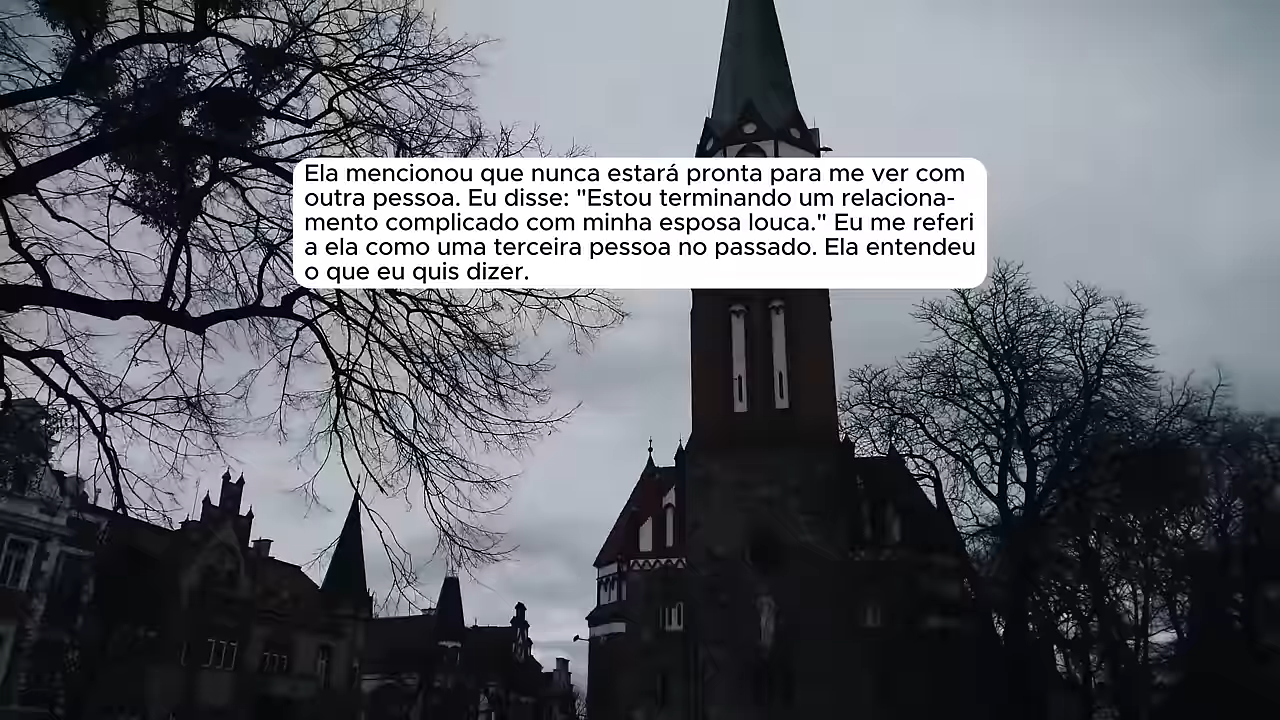 Ela mencionou que nunca estará pronta para me ver com
outra pessoa. Eu disse: "Estou terminando um relaciona-
mento complicado com minha esposa louca." Eu me referi
a ela como uma terceira pessoa no passado. Ela entendeu
o que eu quis dizer.